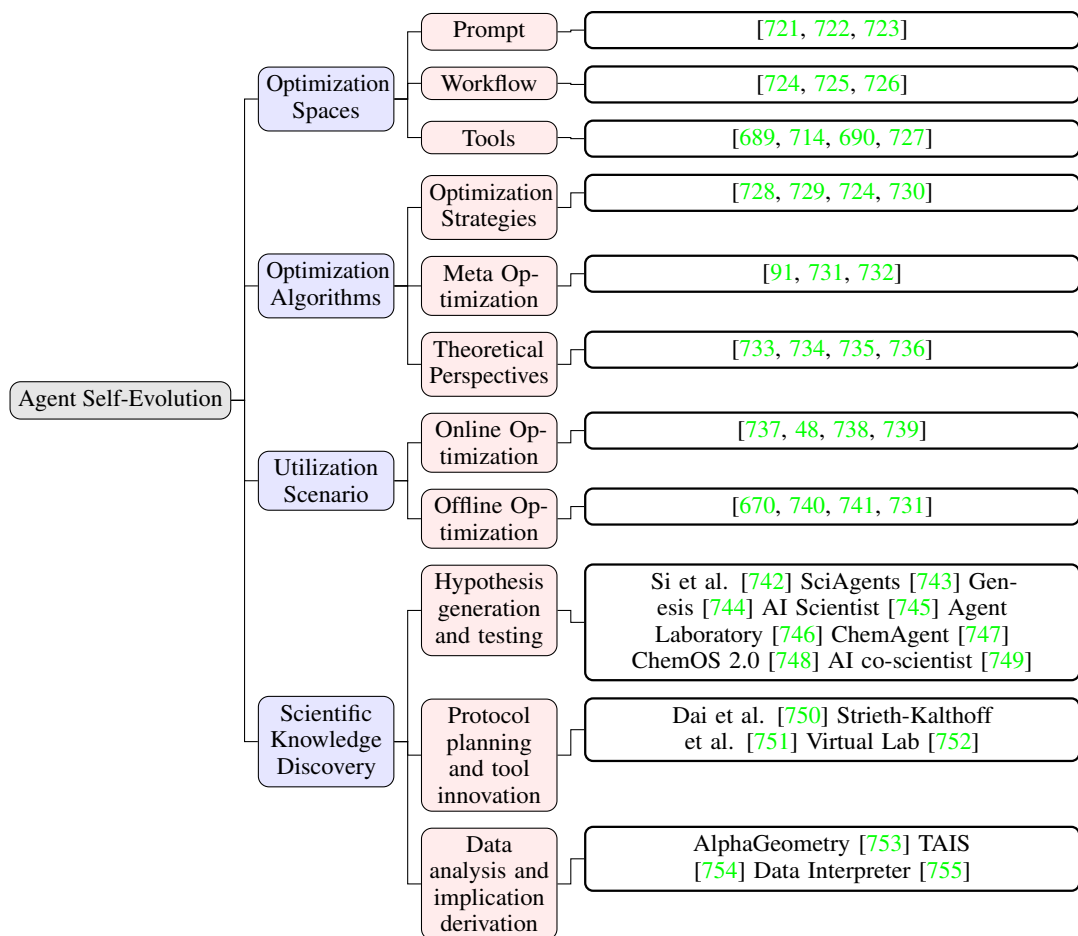 Agent Self-Evolution
Optimization
Spaces
Prompt
[721, 722, 723]
Workflow
[724, 725, 726]
Tools
[689, 714, 690, 727]
Optimization
Algorithms
Optimization
Strategies
[728, 729, 724, 730]
Meta Op-
timization
[91, 731, 732]
Theoretical
Perspectives
[733, 734, 735, 736]
Utilization
Scenario
Online Op-
timization
[737, 48, 738, 739]
Offline Op-
timization
[670, 740, 741, 731]
Scientific
Knowledge
Discovery
Hypothesis
generation
and testing
Si et al. [742] SciAgents [743] Gen-
esis [744] AI Scientist [745] Agent
Laboratory [746] ChemAgent [747]
ChemOS 2.0 [748] AI co-scientist [749]
Protocol
planning
and tool
innovation
Dai et al. [750] Strieth-Kalthoff
et al. [751] Virtual Lab [752]
Data
analysis and
implication
derivation
AlphaGeometry [753] TAIS
[754] Data Interpreter [755]